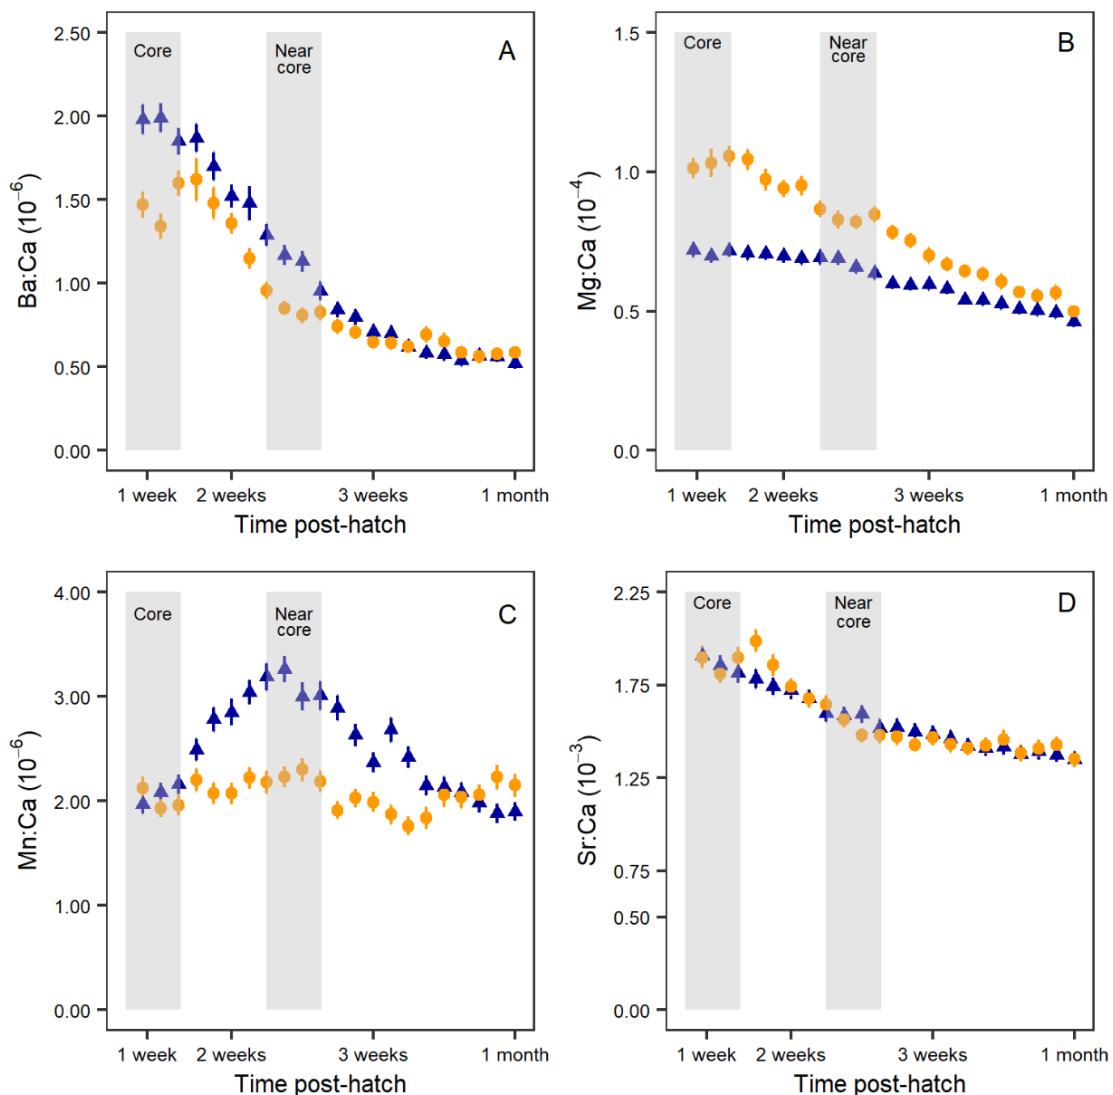 A
Core
Near
core
2.50
2.00
1.50
1.00
0.50
0.00
Ba:Ca (10⁻⁶)
1 week 2 weeks 3 weeks 1 month
Time post-hatch
B
Core
Near
core
1.5
1.0
0.5
0.0
Mg:Ca (10⁻⁴)
1 week 2 weeks 3 weeks 1 month
Time post-hatch
C
Core
Near
core
4.00
3.00
2.00
1.00
0.00
Mn:Ca (10⁻⁶)
1 week 2 weeks 3 weeks 1 month
Time post-hatch
D
Core
Near
core
2.25
1.75
1.25
0.75
0.50
0.00
Sr:Ca (10⁻³)
1 week 2 weeks 3 weeks 1 month
Time post-hatch